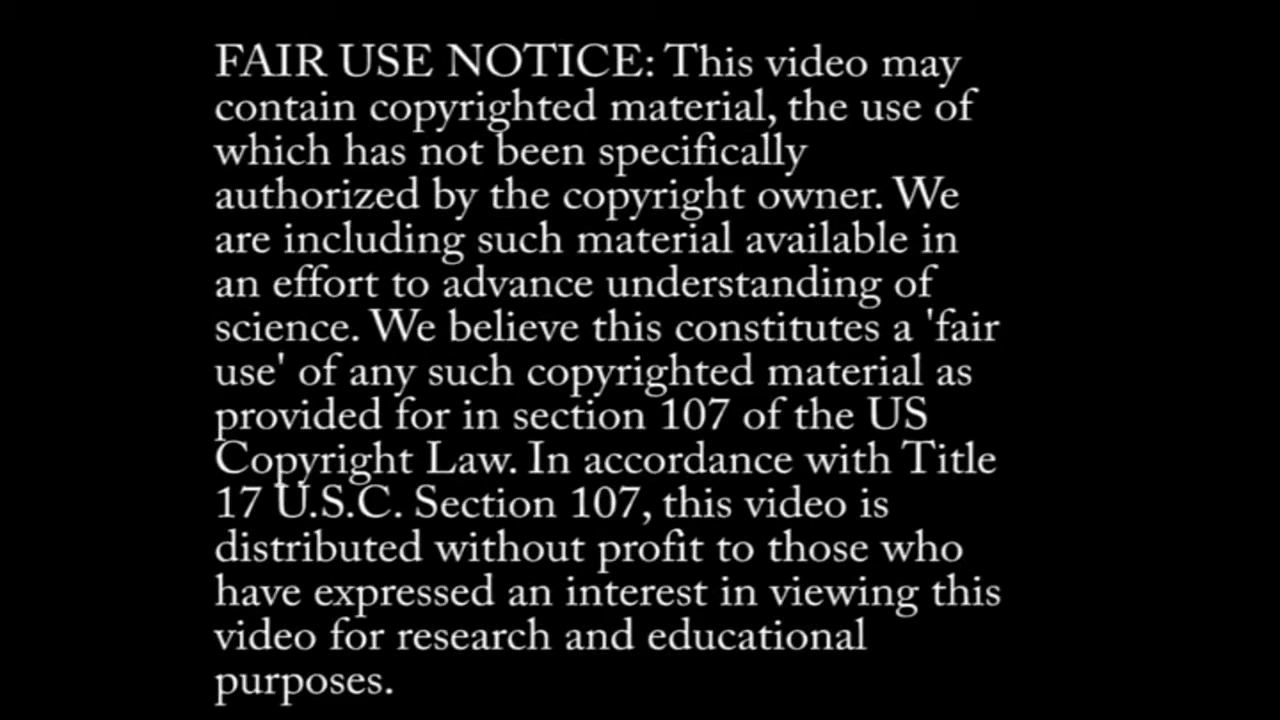 FAIR USE NOTICE: This video may
contain copyrighted material, the use of
which has not been specifically
authorized by the copyright owner. We
are including such material available in
an effort to advance understanding of
science. We believe this constitutes a 'fair
use' of any such copyrighted material as
provided for in section 107 of the US
Copyright Law. In accordance with Title
17 U.S.C. Section 107, this video is
distributed without profit to those who
have expressed an interest in viewing this
video for research and educational
purposes.